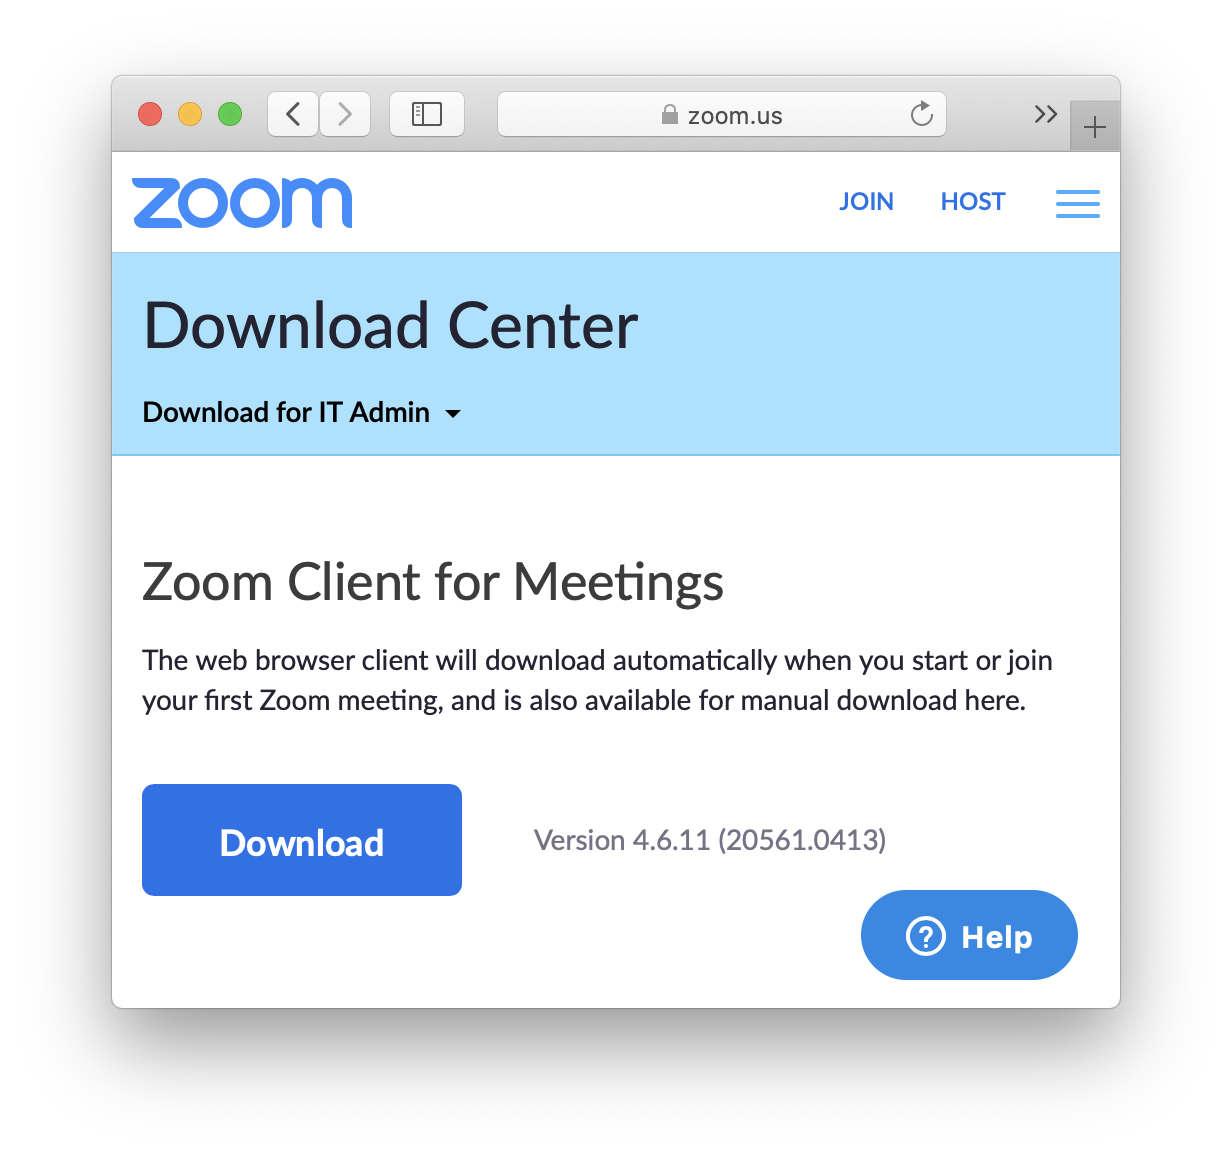 zoom.us
zoom
JOIN HOST
Download Center
Download for IT Admin
Zoom Client for Meetings
The web browser client will download automatically when you start or join
your first Zoom meeting, and is also available for manual download here.
Download
Version 4.6.11 (20561.0413)
? Help